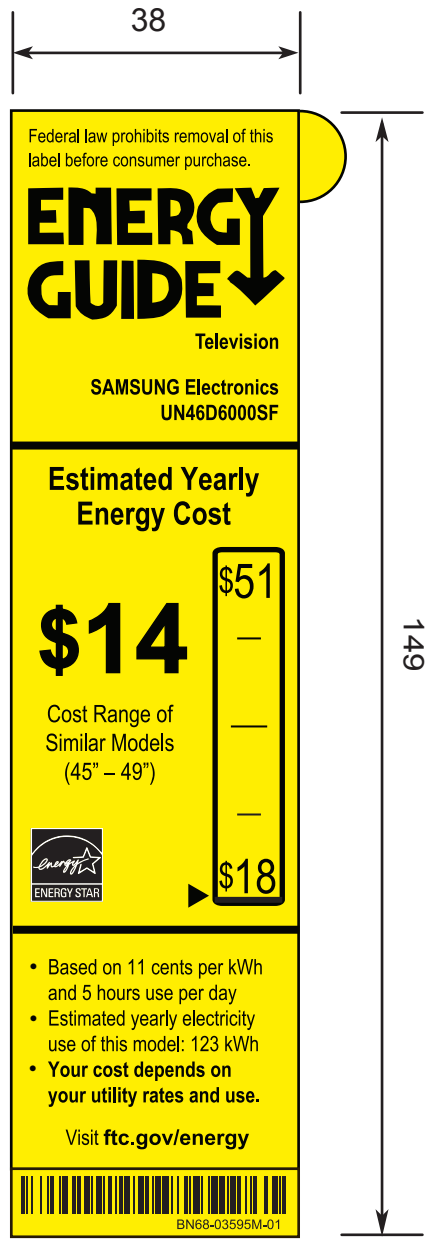 38
Federal law prohibits removal of this
label before consumer purchase.
ENERGY
GUIDE
Television
SAMSUNG Electronics
UN46D6000SF
Estimated Yearly
Energy Cost
$51
$14
Cost Range of
Similar Models
(45” – 49”)
$18
energy
ENERGY STAR
• Based on 11 cents per kWh
and 5 hours use per day
• Estimated yearly electricity
use of this model: 123 kWh
• Your cost depends on
your utility rates and use.
Visit ftc.gov/energy
BN68-03595M-01
149